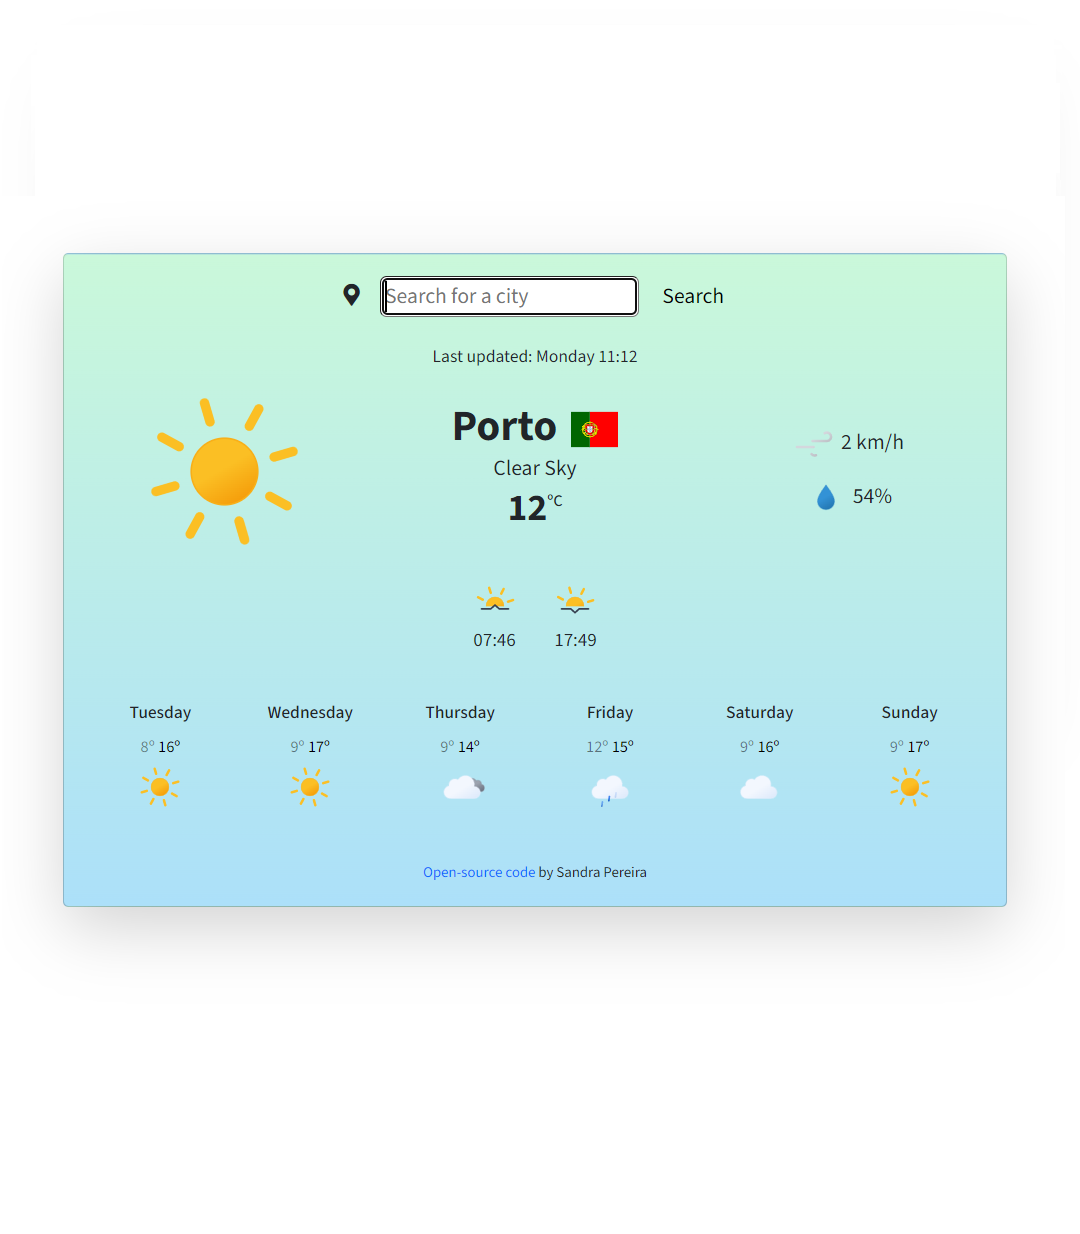 Search for a city Search
Last updated: Monday 11:12
Porto
Clear Sky
12°C
2 km/h
54%
07:46 17:49
Tuesday Wednesday Thursday Friday Saturday Sunday
8° 16° 9° 17° 9° 14° 12° 15° 9° 16° 9° 17°
Open-source code by Sandra Pereira